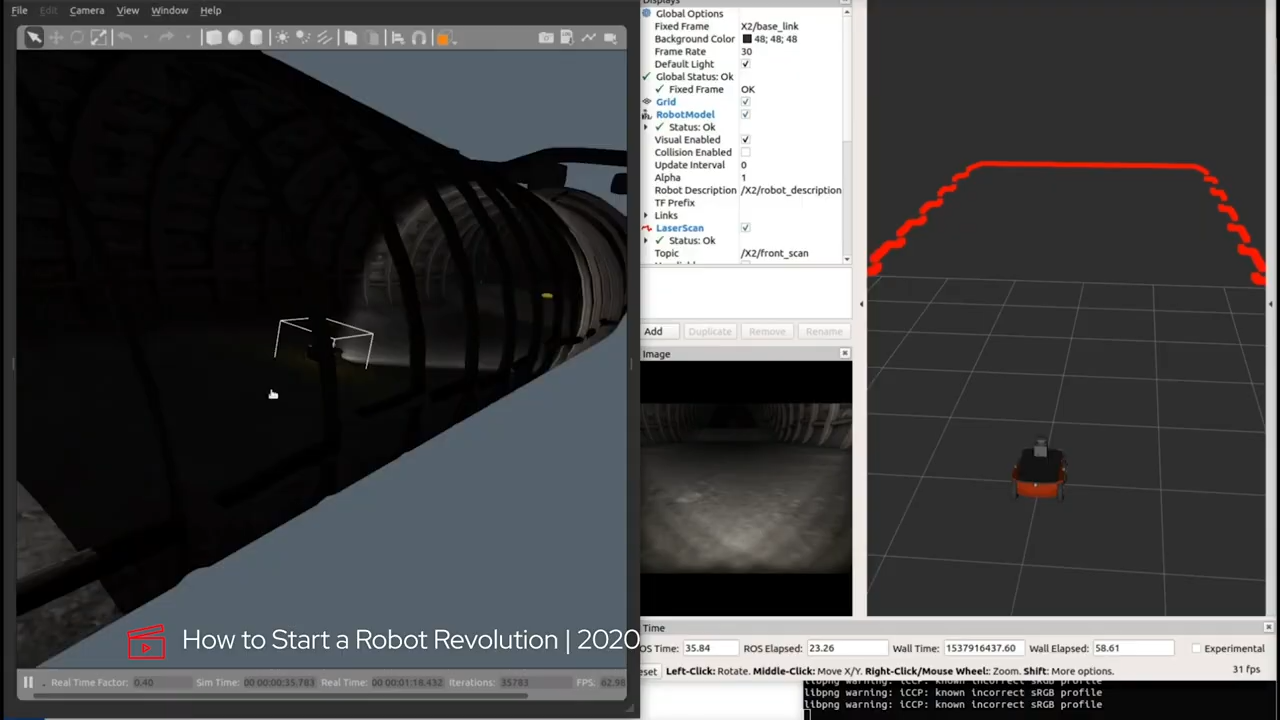 File Edit Camera View Window Help
How to Start a Robot Revolution | 2020
Real Time Factor: 0.40 Sim Time: 00 00:00:35.783 Real Time: 00 00:01:18.432 Iterations: 35783 FPS: 62.98
Displays
Global Options
Fixed Frame X2/base_link
Background Color 48; 48; 48
Frame Rate 30
Default Light
Global Status: Ok
Fixed Frame OK
Grid
RobotModel
Status: Ok
Visual Enabled
Collision Enabled
Update Interval 0
Alpha 1
Robot Description /X2/robot_description
TF Prefix
Links
LaserScan
Status: Ok
Topic /X2/front_scan
Add Duplicate Remove Rename
Image
Time
OS Time: 35.84 ROS Elapsed: 23.26 Wall Time: 1537916437.60 Wall Elapsed: 58.61 Experimental
eset Left-Click: Rotate. Middle-Click: Move X/Y. Right-Click/Mouse Wheel:: Zoom. Shift: More options. 31 fps
libpng warning: iCCP: known incorrect sRGB profile
libpng warning: iCCP: known incorrect sRGB profile
libpng warning: iCCP: known incorrect sRGB profile